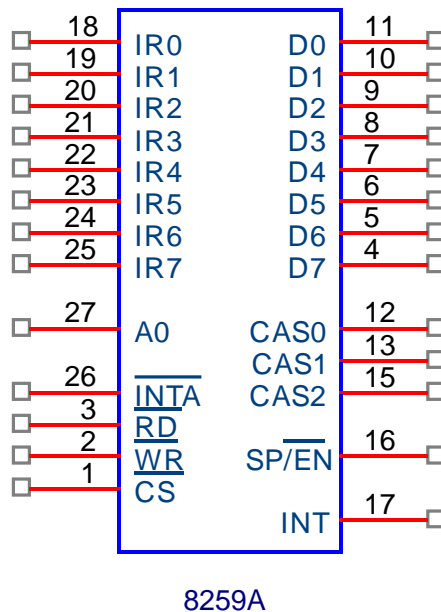 18 IR0 D0 11
19 IR1 D1 10
20 IR2 D2 9
21 IR3 D3 8
22 IR4 D4 7
23 IR5 D5 6
24 IR6 D6 5
25 IR7 D7 4
27 A0 CAS0 12
CAS1 13
26 INTA CAS2 15
3 RD
2 WR SP/EN 16
1 CS
INT 17
8259A